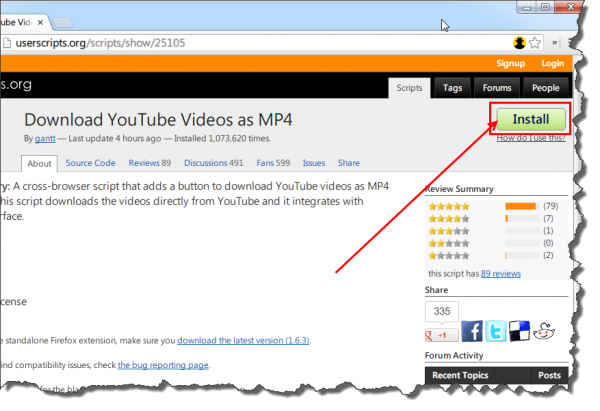 ube Vid
userscripts.org/scripts/show/25105
Signup Login
s.org
Scripts Tags Forums People
Download YouTube Videos as MP4
Install
By gantt — Last update 4 hours ago — Installed 1,073,620 times.
How do I use this?
About Source Code Reviews 89 Discussions 491 Fans 599 Issues Share
ry: A cross-browser script that adds a button to download YouTube videos as MP4
his script downloads the videos directly from YouTube and it integrates with
rface.
Review Summary
(79)
(7)
(1)
(0)
(2)
this script has 89 reviews
Share
335
g +1
icense
e standalone Firefox extension, make sure you download the latest version (1.6.3).
ind compatibility issues, check the bug reporting page.
Forum Activity
Recent Topics Posts
for the